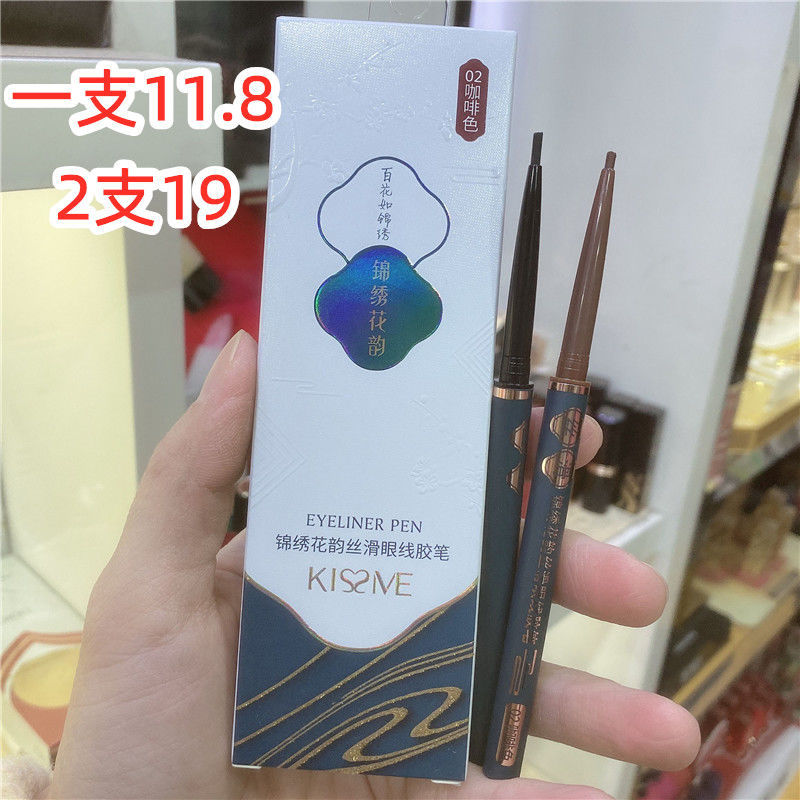 一支11.8
2支19
02
咖啡色
百花如锦绣
锦绣花韵
EYELINER PEN
锦绣花韵丝滑眼线胶笔
KISSME